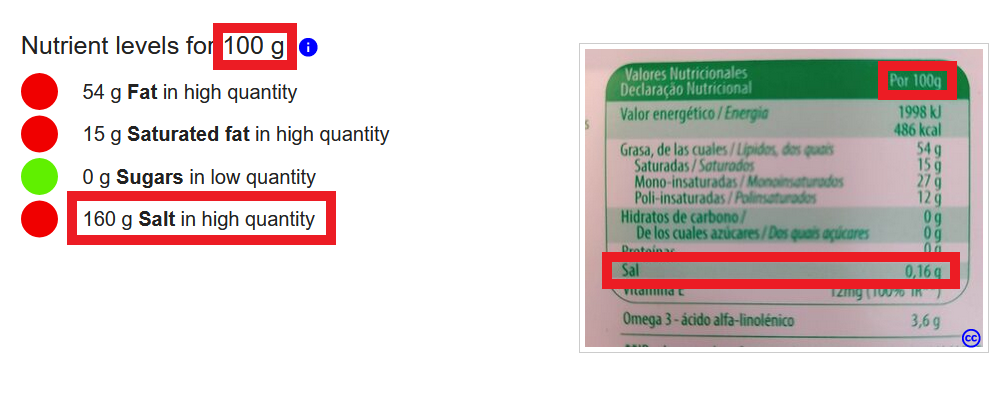 Nutrient levels for 100 g
54 g Fat in high quantity
15 g Saturated fat in high quantity
0 g Sugars in low quantity
160 g Salt in high quantity
Valores Nutricionales
Declaração Nutricional
Por 100g
Valor energético / Energia
1998 kJ
486 kcal
Grasa, de las cuales / Lípidos, dos quais 54 g
Saturadas / Saturados 15 g
Mono-insaturadas / Monoinsaturados 27 g
Poli-insaturadas / Polinsaturados 12 g
Hidratos de carbono / 0 g
De los cuales azúcares / Dos quais açúcares 0 g
Proteínas 0 g
Sal 0,16 g
Vitamina E 12mg (100%
Omega 3 - ácido alfa-linolénico 3,6 g
cc